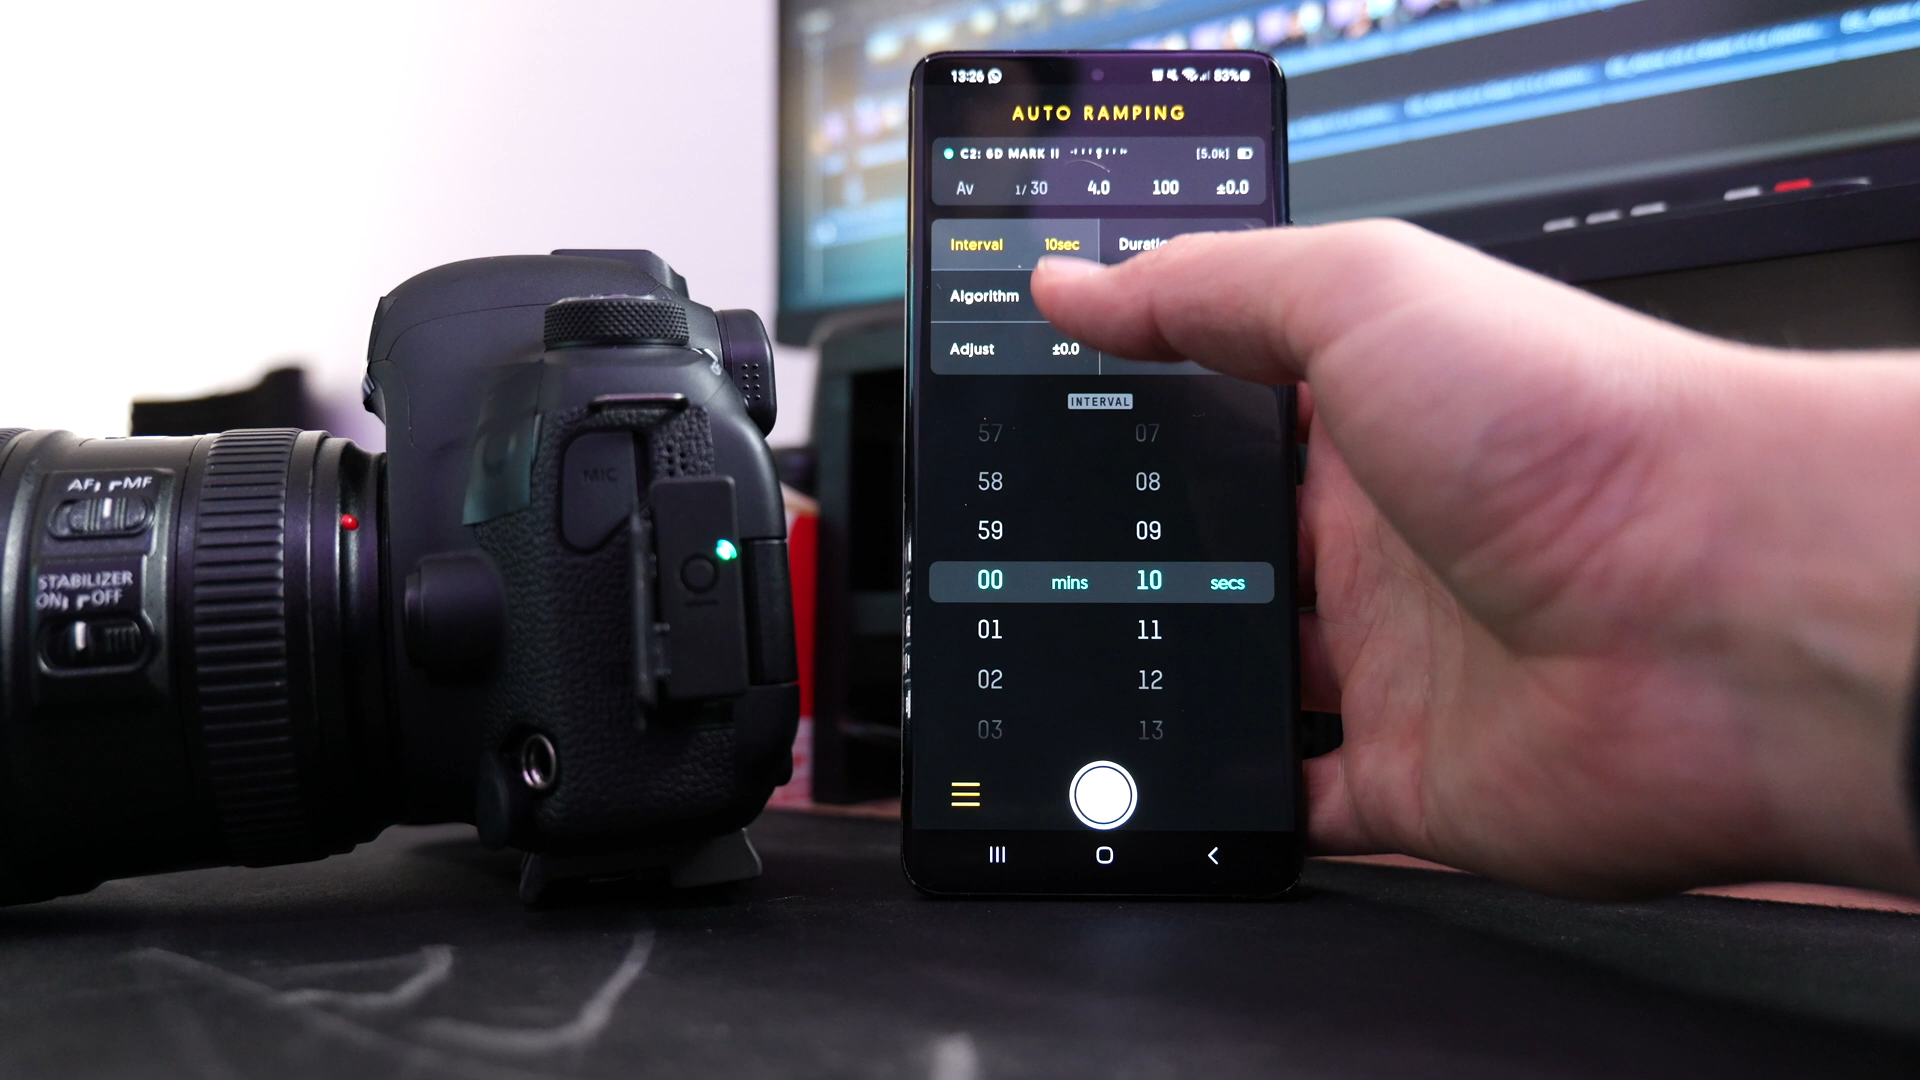 13:26 83%
AUTO RAMPING
C2: 6D MARK II [5.0k]
Av 1/30 4.0 100 ±0.0
Interval 10sec
Algorithm
Adjust ±0.0
INTERVAL
57 07
58 08
59 09
00 mins 10 secs
01 11
02 12
03 13
AF MF
STABILIZER
ON OFF
MIC